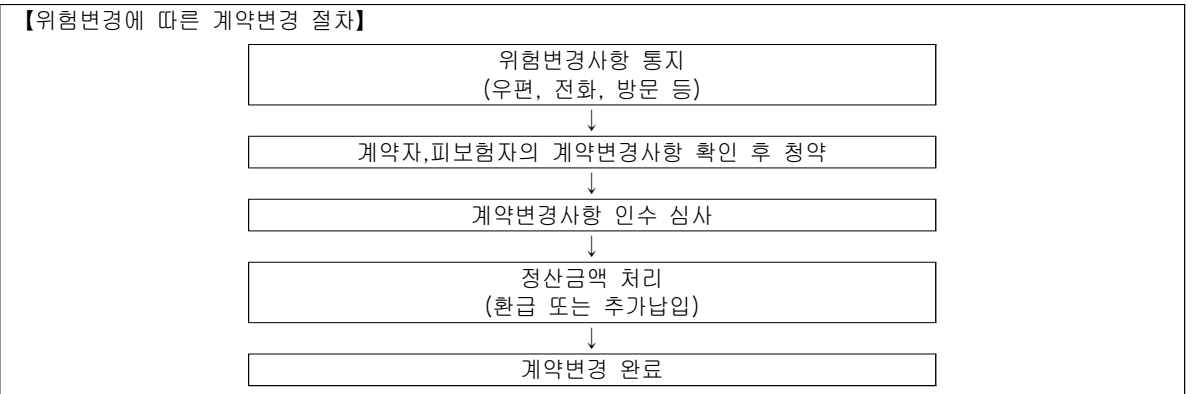 【위험변경에 따른 계약변경 절차】
위험변경사항 통지
(우편, 전화, 방문 등)
↓
계약자,피보험자의 계약변경사항 확인 후 청약
↓
계약변경사항 인수 심사
↓
정산금액 처리
(환급 또는 추가납입)
↓
계약변경 완료